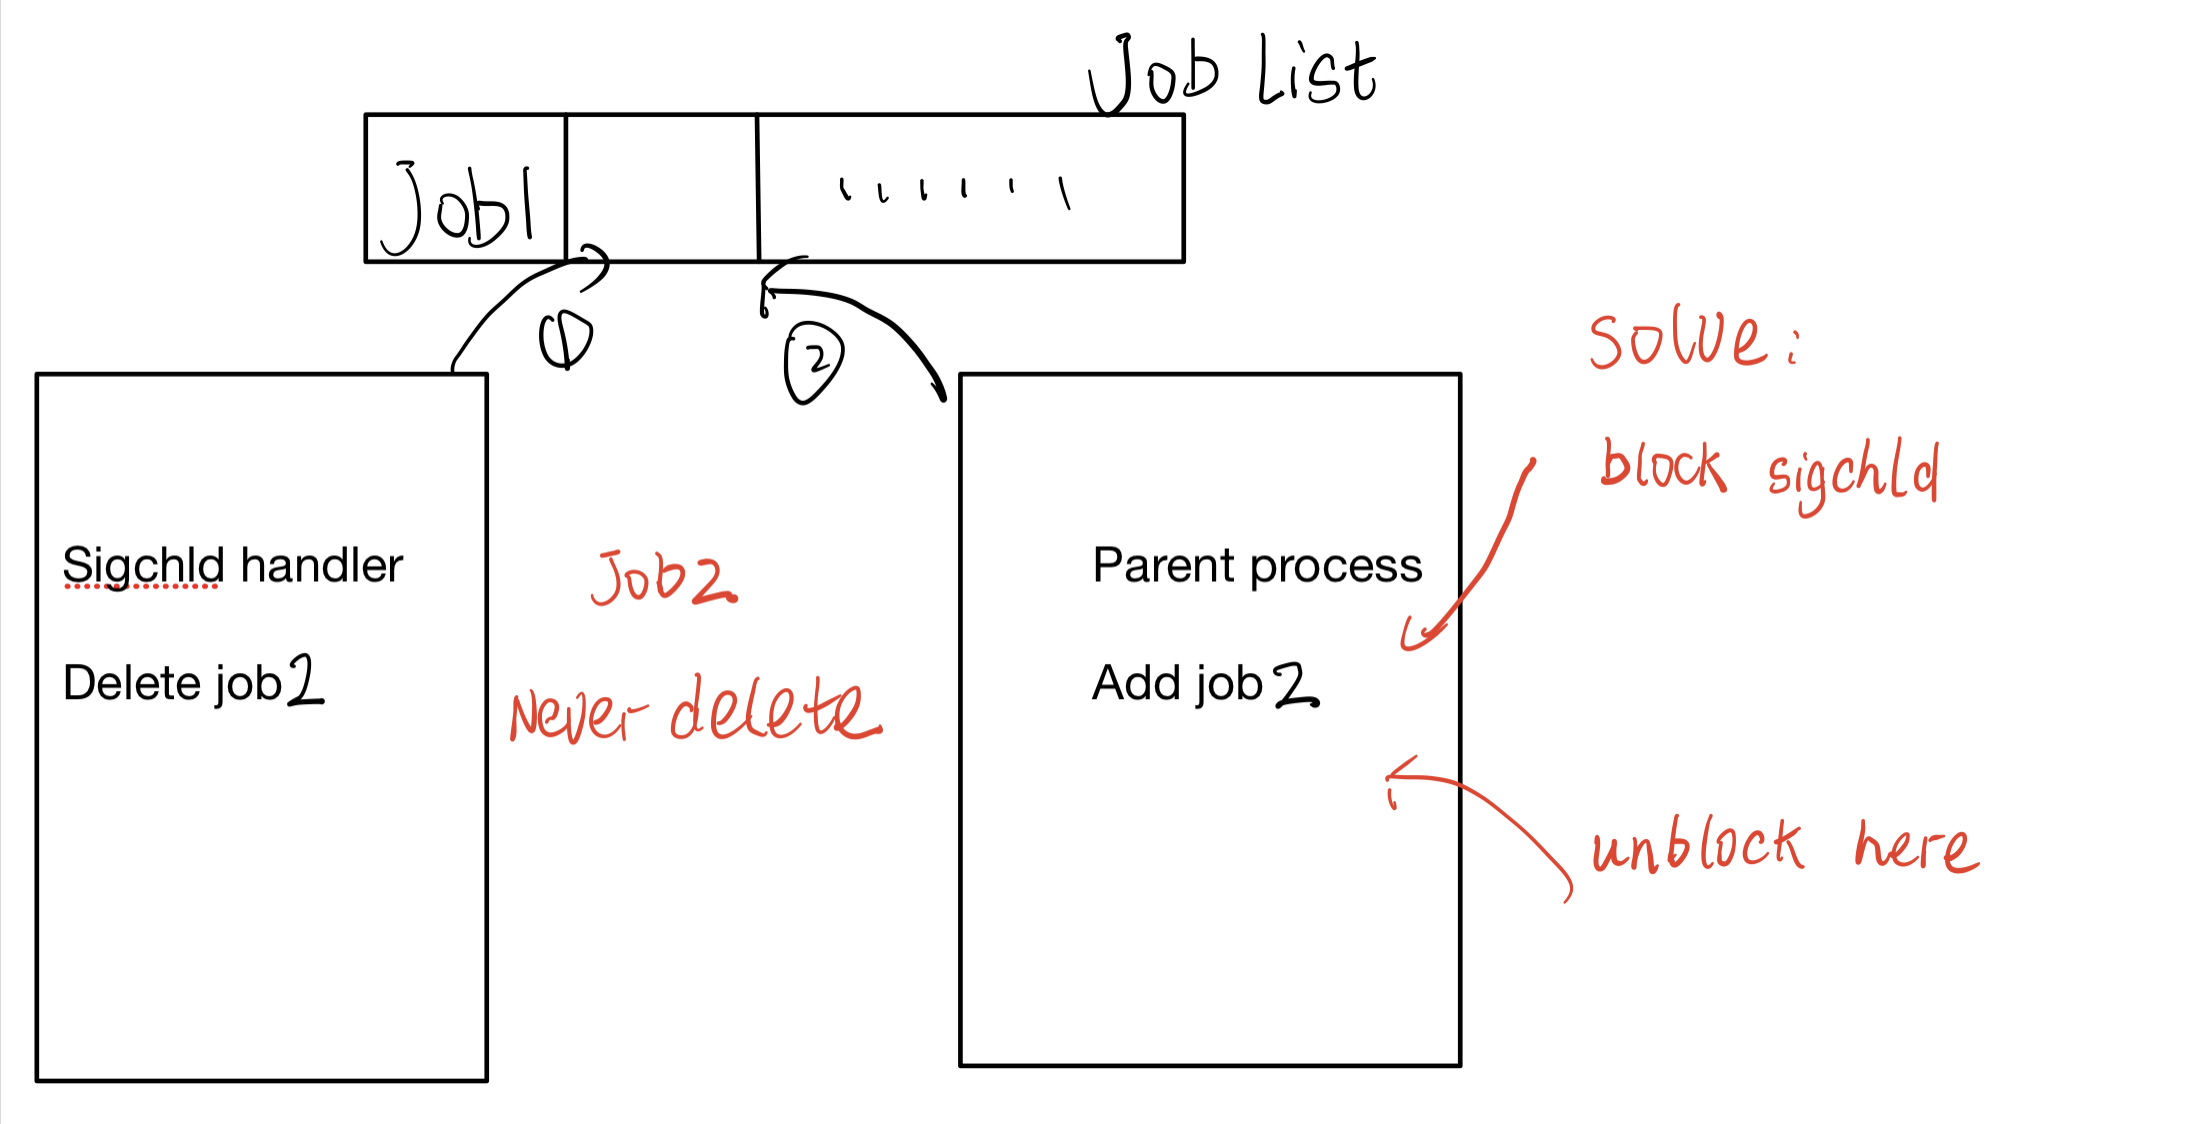 Job List
Job1
①
②
solve:
block sigchld
Sigchld handler
Delete job2
Job2
Never delete
Parent process
Add job2
unblock here